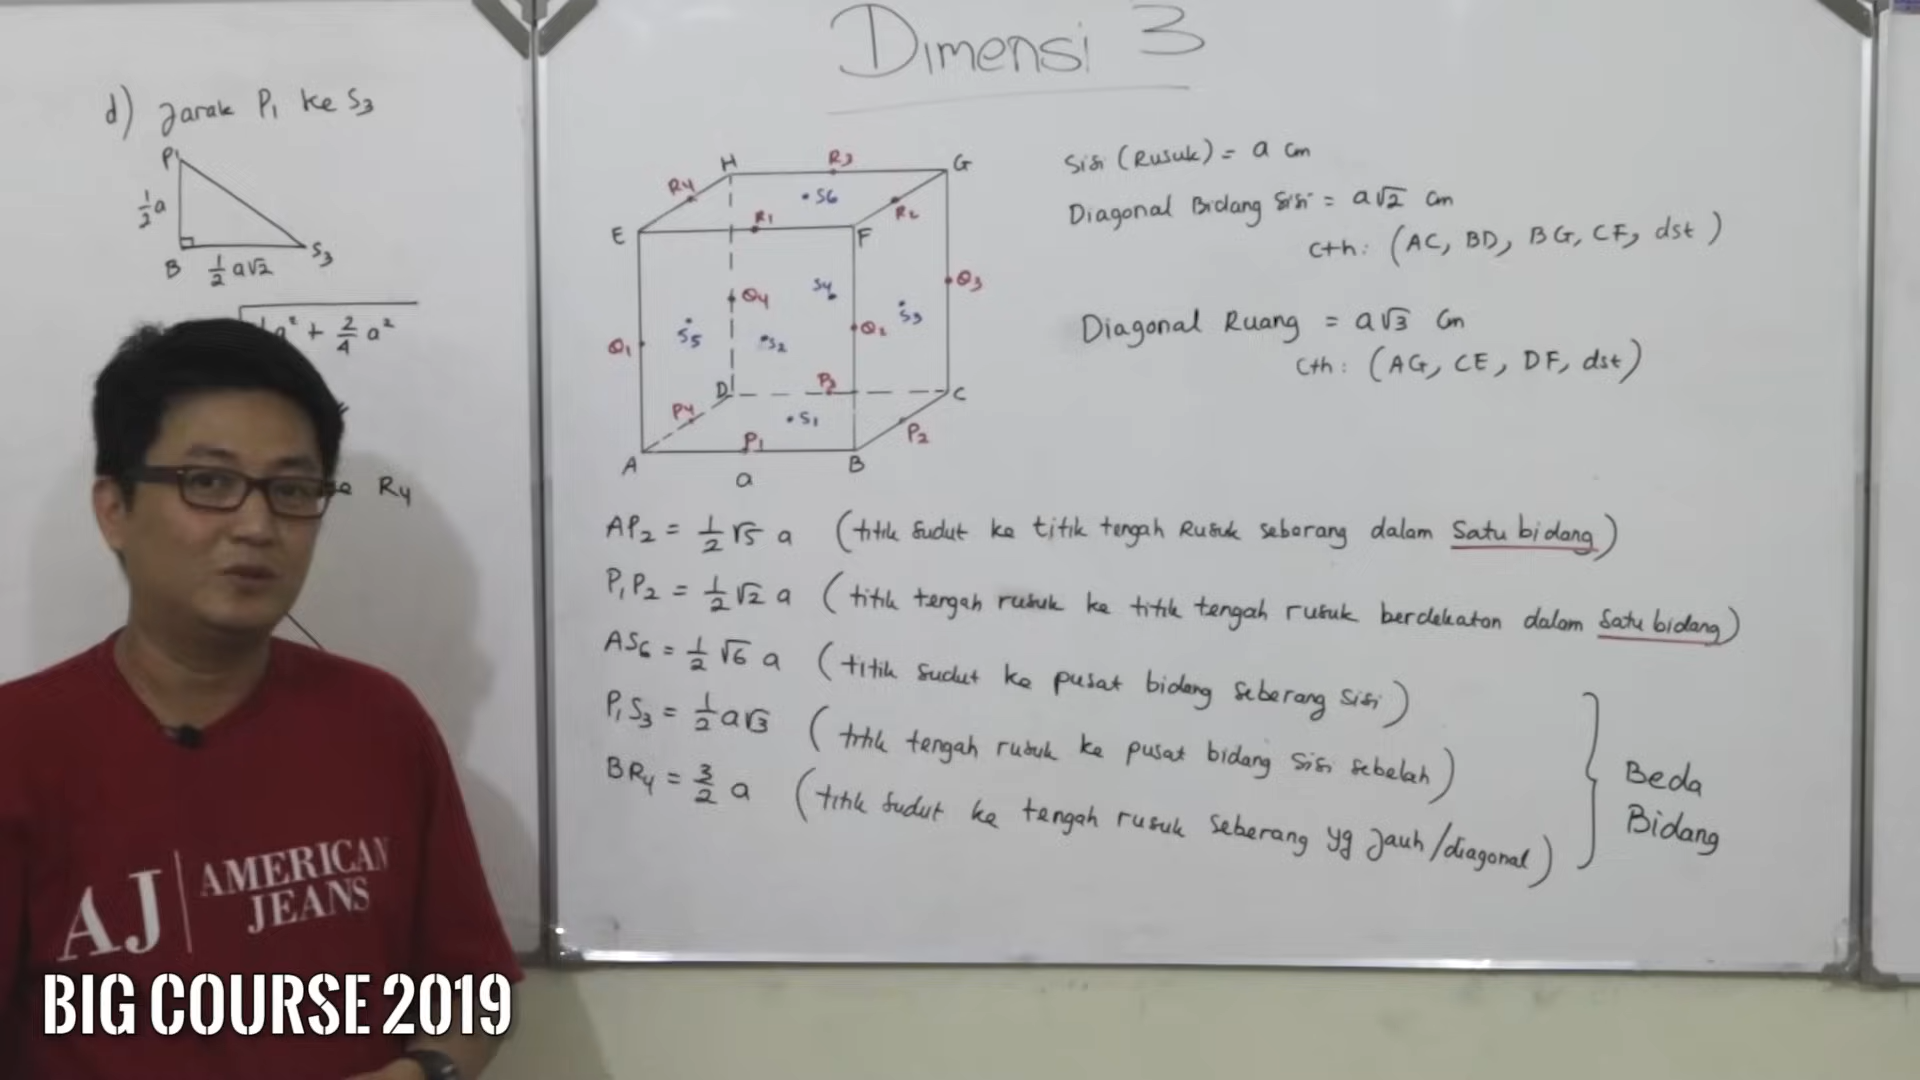 Dimensi 3
d) Jarak P1 ke S3
P1
1/2 a
B
1/2 a√2
S3
a² + 2/4 a²
R4
H
R3
G
R4
S6
R1
R2
E
F
Q4
S4
Q3
S5
S2
Q2
S3
Q1
D
P3
C
P4
S1
P1
P2
A
B
a
Sisi (Rusuk) = a cm
Diagonal Bidang Sisi = a√2 cm
Cth: (AC, BD, BG, CF, dst)
Diagonal Ruang = a√3 cm
Cth: (AG, CE, DF, dst)
AP2 = 1/2 √5 a (titik sudut ke titik tengah Rusuk seberang dalam Satu bidang)
P1P2 = 1/2 √2 a (titik tengah rusuk ke titik tengah rusuk berdekatan dalam Satu bidang)
AS6 = 1/2 √6 a (titik sudut ke pusat bidang seberang sisi)
P1S3 = 1/2 a√3 (titik tengah rusuk ke pusat bidang sisi sebelah)
BR4 = 3/2 a (titik sudut ke tengah rusuk seberang yg jauh/diagonal)
Beda
Bidang
AJ AMERICAN
JEANS
BIG COURSE 2019